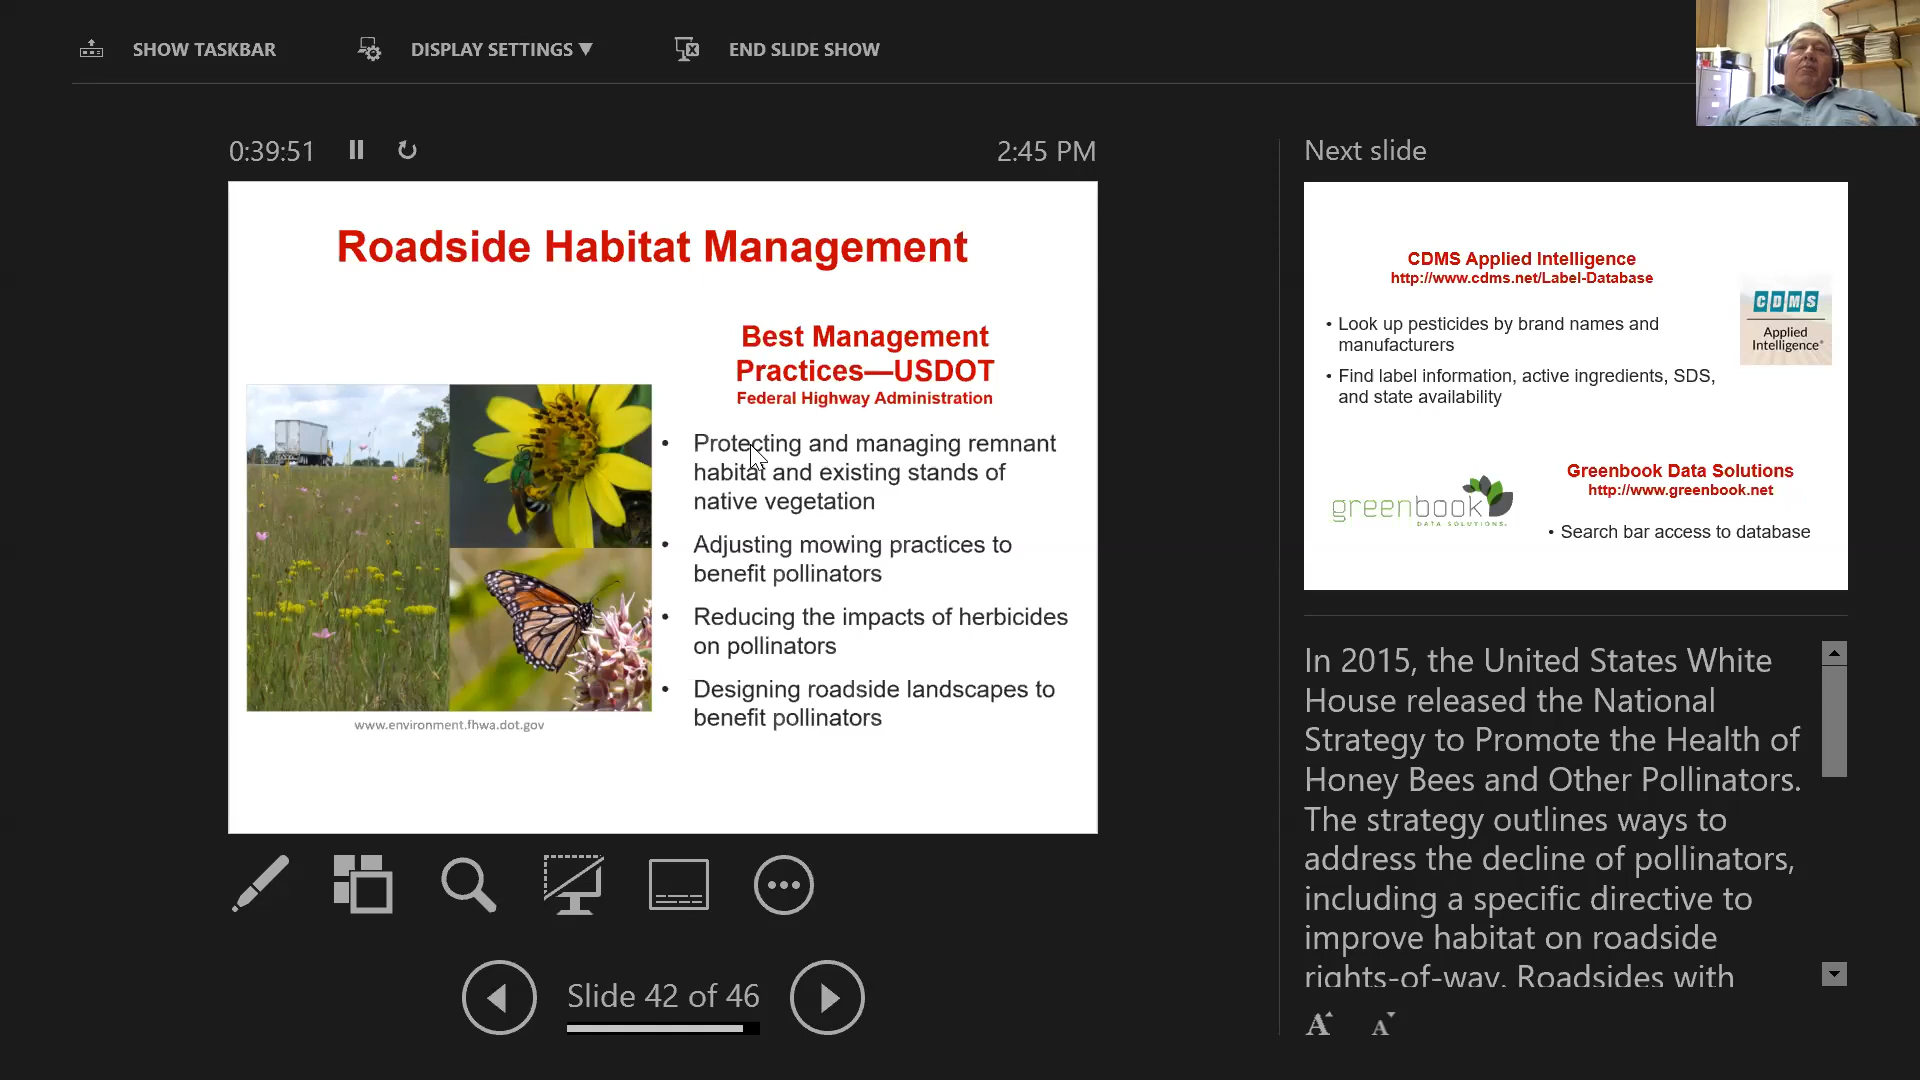 SHOW TASKBAR
DISPLAY SETTINGS ▼
END SLIDE SHOW
0:39:51
2:45 PM
Roadside Habitat Management
Best Management
Practices—USDOT
Federal Highway Administration
• Protecting and managing remnant
habitat and existing stands of
native vegetation
• Adjusting mowing practices to
benefit pollinators
• Reducing the impacts of herbicides
on pollinators
• Designing roadside landscapes to
benefit pollinators
www.environment.fhwa.dot.gov
Slide 42 of 46
Next slide
CDMS Applied Intelligence
http://www.cdms.net/Label-Database
• Look up pesticides by brand names and
manufacturers
• Find label information, active ingredients, SDS,
and state availability
CDMS
Applied
Intelligence®
greenbook
DATA SOLUTIONS
Greenbook Data Solutions
http://www.greenbook.net
• Search bar access to database
In 2015, the United States White
House released the National
Strategy to Promote the Health of
Honey Bees and Other Pollinators.
The strategy outlines ways to
address the decline of pollinators,
including a specific directive to
improve habitat on roadside
rights-of-way. Roadsides with
A A